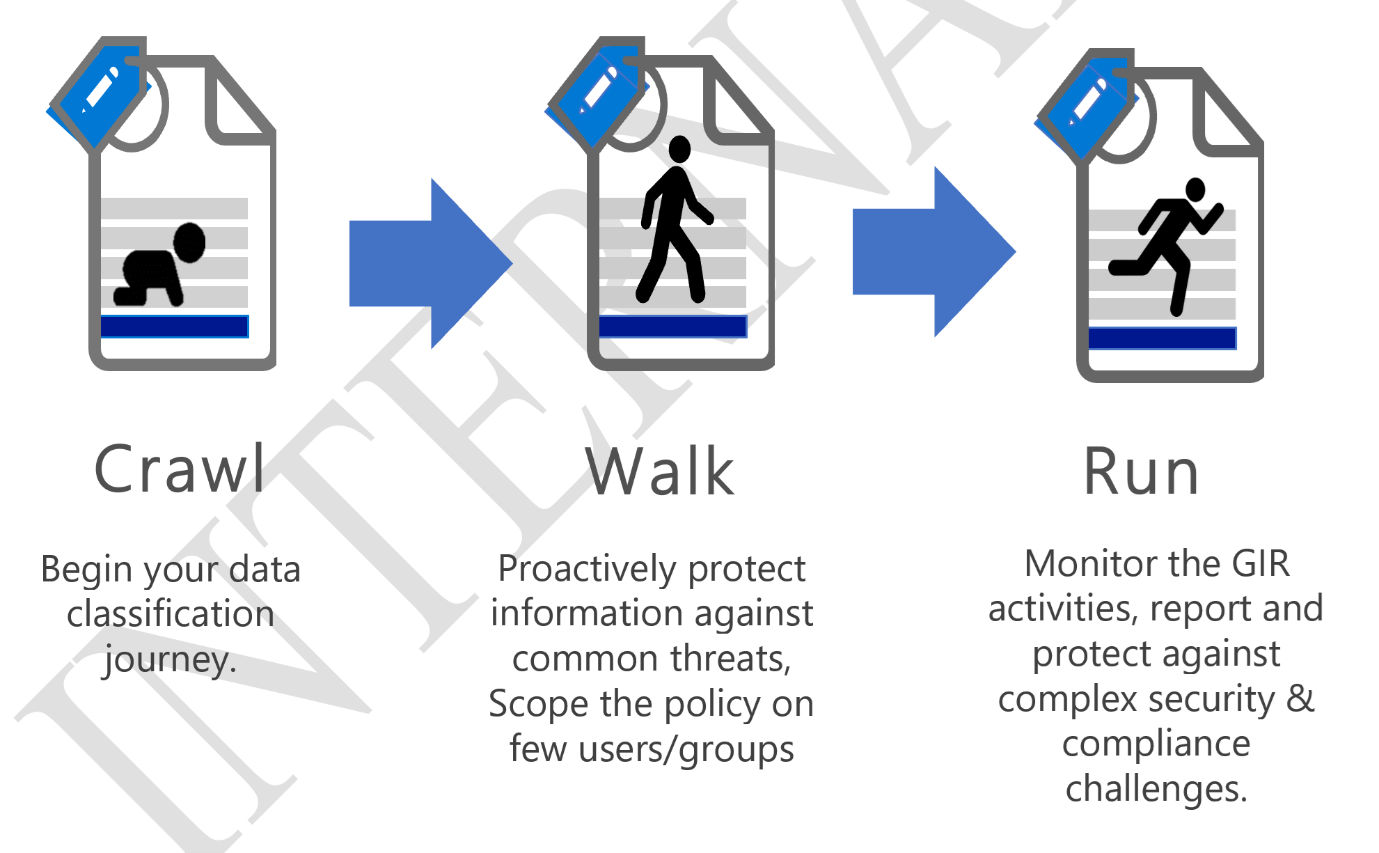 Crawl
Begin your data
classification
journey.
Walk
Proactively protect
information against
common threats,
Scope the policy on
few users/groups
Run
Monitor the GIR
activities, report and
protect against
complex security &
compliance
challenges.
INTERNA